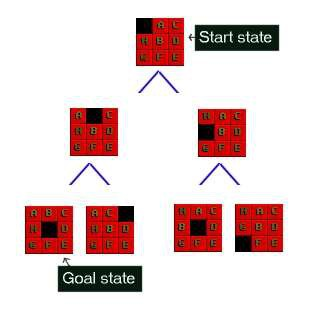 A C
H B D
G F E
Start state
A C
H B D
G F E
H A C
B D
G F E
A B C
H D
G F E
A C
H B D
G F E
H A C
B D
G F E
H A C
G B D
F E
Goal state